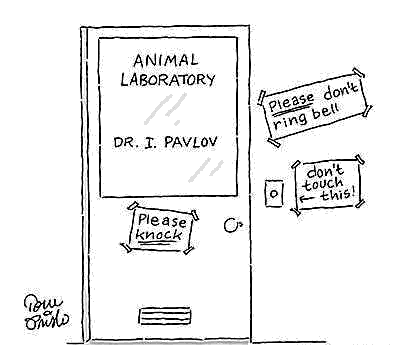 ANIMAL
LABORATORY
DR. I. PAVLOV
Please don't
ring bell
don't
touch
← this!
Please
knock